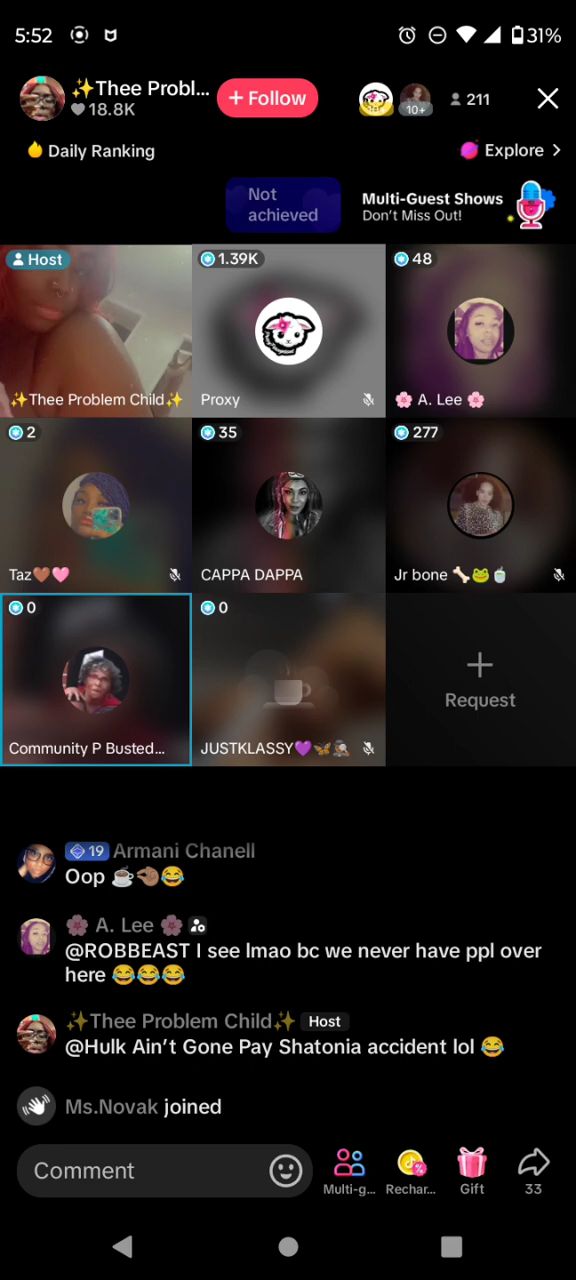 5:52
31%
✨Thee Probl...
18.8K
+ Follow
10+
211
Daily Ranking
Explore >
Not
achieved
Multi-Guest Shows
Don't Miss Out!
Host
1.39K
48
✨Thee Problem Child✨
Proxy
🌸 A. Lee 🌸
2
35
277
Taz🤎🩷
CAPPA DAPPA
Jr bone 🦴🐸🍵
0
0
Request
Community P Busted...
JUSTKLASSY💜🦋🕵🏽‍♀️
19 Armani Chanell
Oop ☕🤏🏽😂
🌸 A. Lee 🌸
@ROBBEAST I see lmao bc we never have ppl over
here 😂😂😂
✨Thee Problem Child✨ Host
@Hulk Ain't Gone Pay Shatonia accident lol 😂
Ms.Novak joined
Comment
Multi-g...
Rechar...
Gift
33